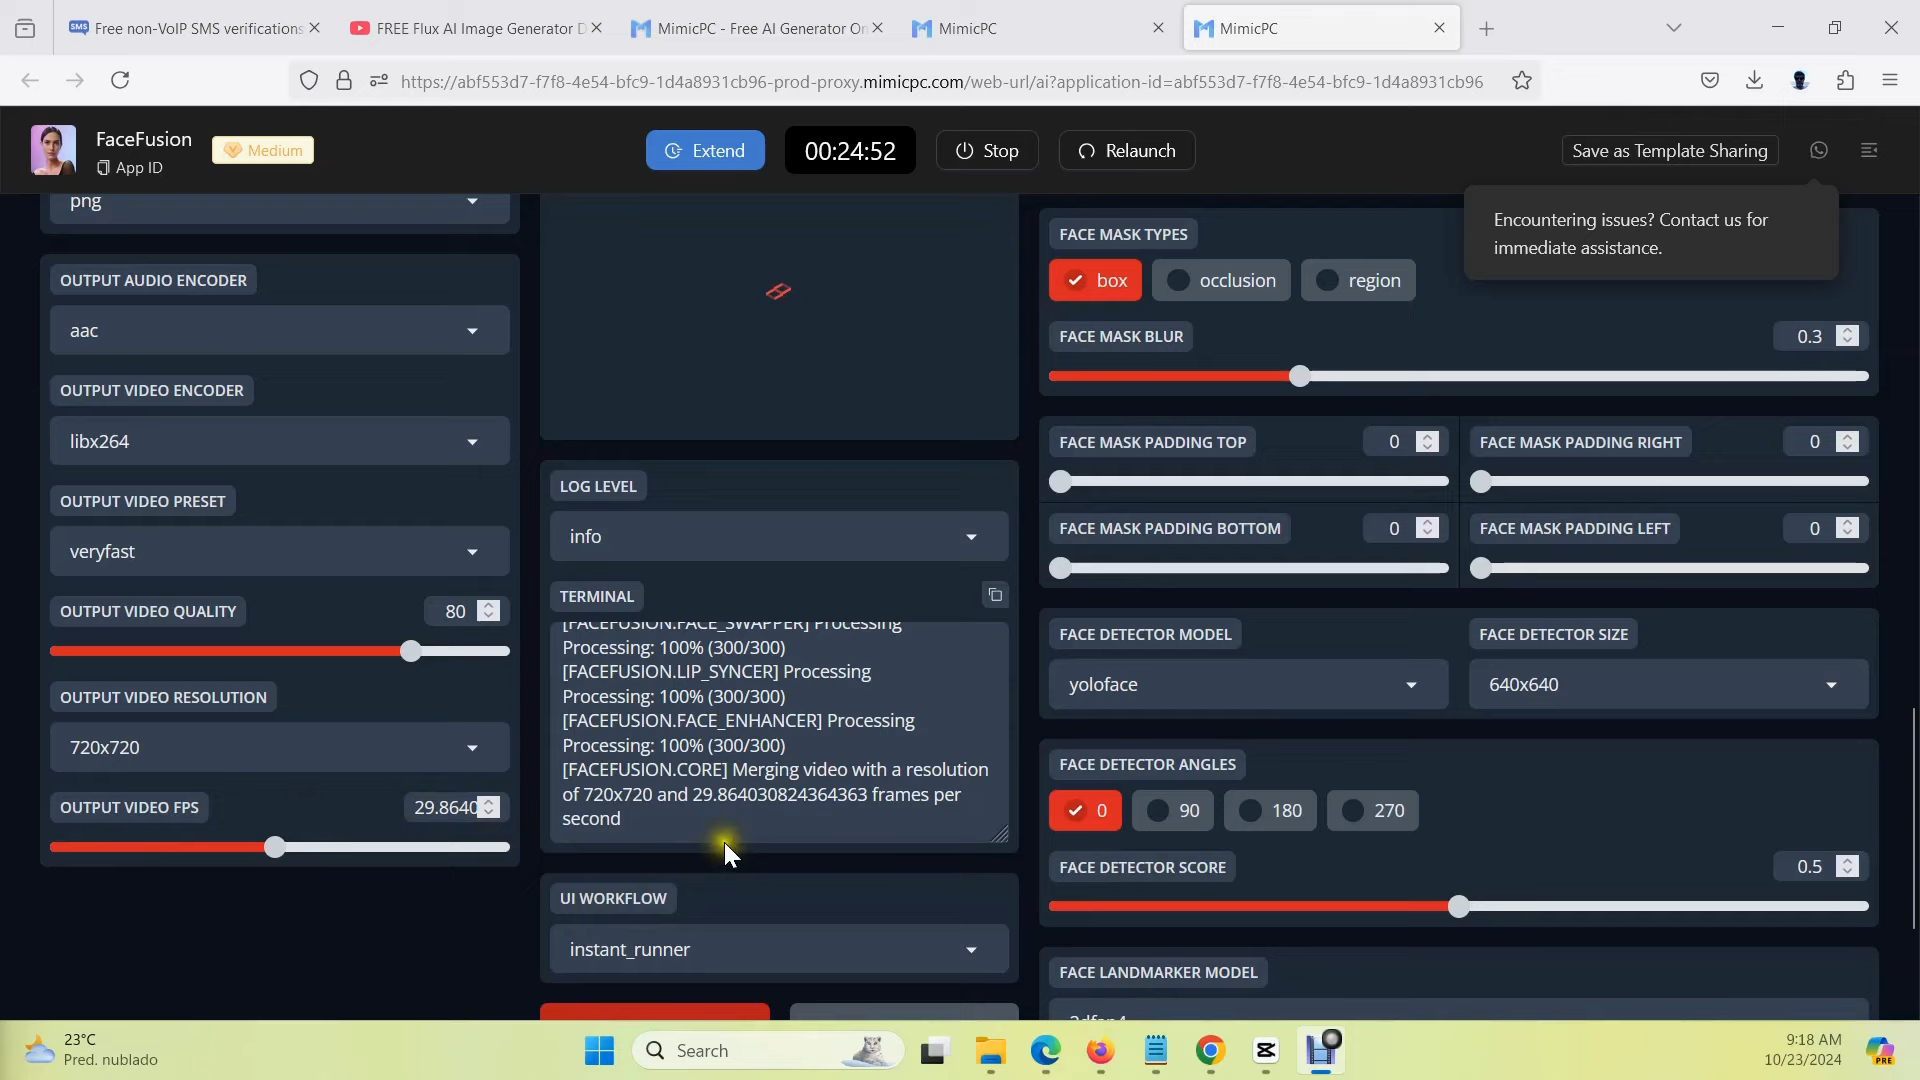 Free non-VoIP SMS verifications
FREE Flux AI Image Generator D
MimicPC - Free AI Generator On
MimicPC
MimicPC
https://abf553d7-f7f8-4e54-bfc9-1d4a8931cb96-prod-proxy.mimicpc.com/web-url/ai?application-id=abf553d7-f7f8-4e54-bfc9-1d4a8931cb96
FaceFusion
App ID
Medium
Extend
00:24:52
Stop
Relaunch
Save as Template Sharing
Encountering issues? Contact us for
immediate assistance.
png
OUTPUT AUDIO ENCODER
aac
OUTPUT VIDEO ENCODER
libx264
OUTPUT VIDEO PRESET
veryfast
OUTPUT VIDEO QUALITY
80
OUTPUT VIDEO RESOLUTION
720x720
OUTPUT VIDEO FPS
29.8640
LOG LEVEL
info
TERMINAL
[FACEFUSION.FACE_SWAPPER] Processing
Processing: 100% (300/300)
[FACEFUSION.LIP_SYNCER] Processing
Processing: 100% (300/300)
[FACEFUSION.FACE_ENHANCER] Processing
Processing: 100% (300/300)
[FACEFUSION.CORE] Merging video with a resolution
of 720x720 and 29.864030824364363 frames per
second
UI WORKFLOW
instant_runner
FACE MASK TYPES
box
occlusion
region
FACE MASK BLUR
0.3
FACE MASK PADDING TOP
0
FACE MASK PADDING RIGHT
0
FACE MASK PADDING BOTTOM
0
FACE MASK PADDING LEFT
0
FACE DETECTOR MODEL
yoloface
FACE DETECTOR SIZE
640x640
FACE DETECTOR ANGLES
0
90
180
270
FACE DETECTOR SCORE
0.5
FACE LANDMARKER MODEL
2dfan4
23°C
Pred. nublado
Search
9:18 AM
10/23/2024